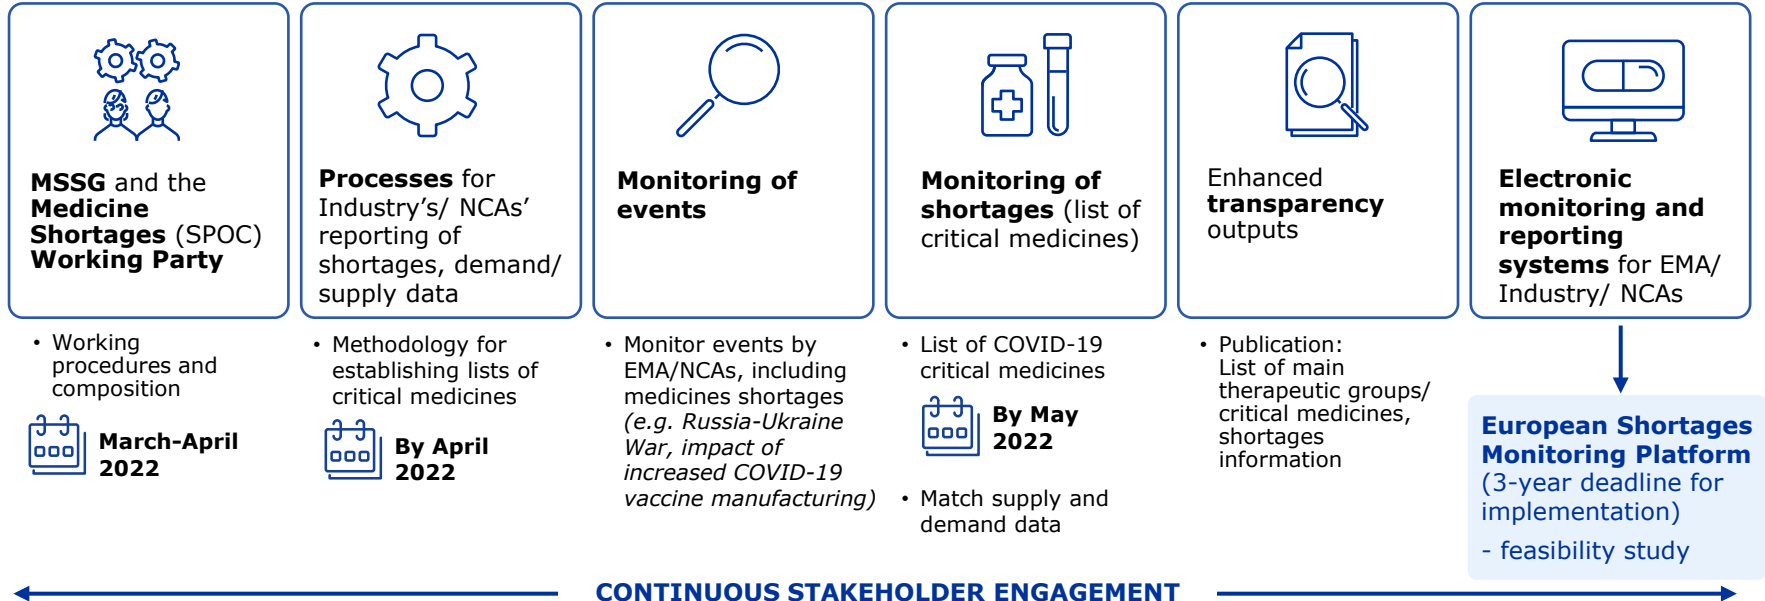 MSSG and the
Medicine
Shortages (SPOC)
Working Party
Processes for
Industry’s/ NCAs’
reporting of
shortages, demand/
supply data
Monitoring of
events
Monitoring of
shortages (list of
critical medicines)
Enhanced
transparency
outputs
Electronic
monitoring and
reporting
systems for EMA/
Industry/ NCAs
• Working
procedures and
composition
March-April
2022
• Methodology for
establishing lists of
critical medicines
By April
2022
• Monitor events by
EMA/NCAs, including
medicines shortages
(e.g. Russia-Ukraine
War, impact of
increased COVID-19
vaccine manufacturing)
• List of COVID-19
critical medicines
By May
2022
• Match supply and
demand data
• Publication:
List of main
therapeutic groups/
critical medicines,
shortages
information
European Shortages
Monitoring Platform
(3-year deadline for
implementation)
- feasibility study
CONTINUOUS STAKEHOLDER ENGAGEMENT